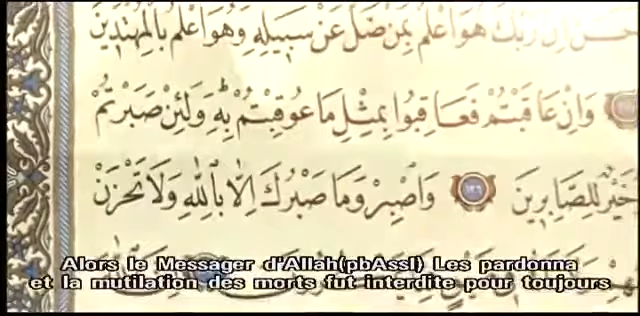 حْسَنُ اِنَّ رَبَّكَ هُوَ اَعْلَمُ بِمَنْ ضَلَّ عَنْ سَبِيلِهِ وَهُوَ اَعْلَمُ بِالْمُهْتَدِينَ
وَاِنْ عَاقَبْتُمْ فَعَاقِبُوا بِمِثْلِ مَا عُوقِبْتُمْ بِهِ وَلَئِنْ صَبَرْتُمْ
خَيْرٌ لِلصَّابِرِينَ ١٢٦ وَاصْبِرْ وَمَا صَبْرُكَ اِلَّا بِاللّٰهِ وَلَا تَحْزَنْ
Alors le Messager d'Allah(pbAssl) Les pardonna
et la mutilation des morts fut interdite pour toujours